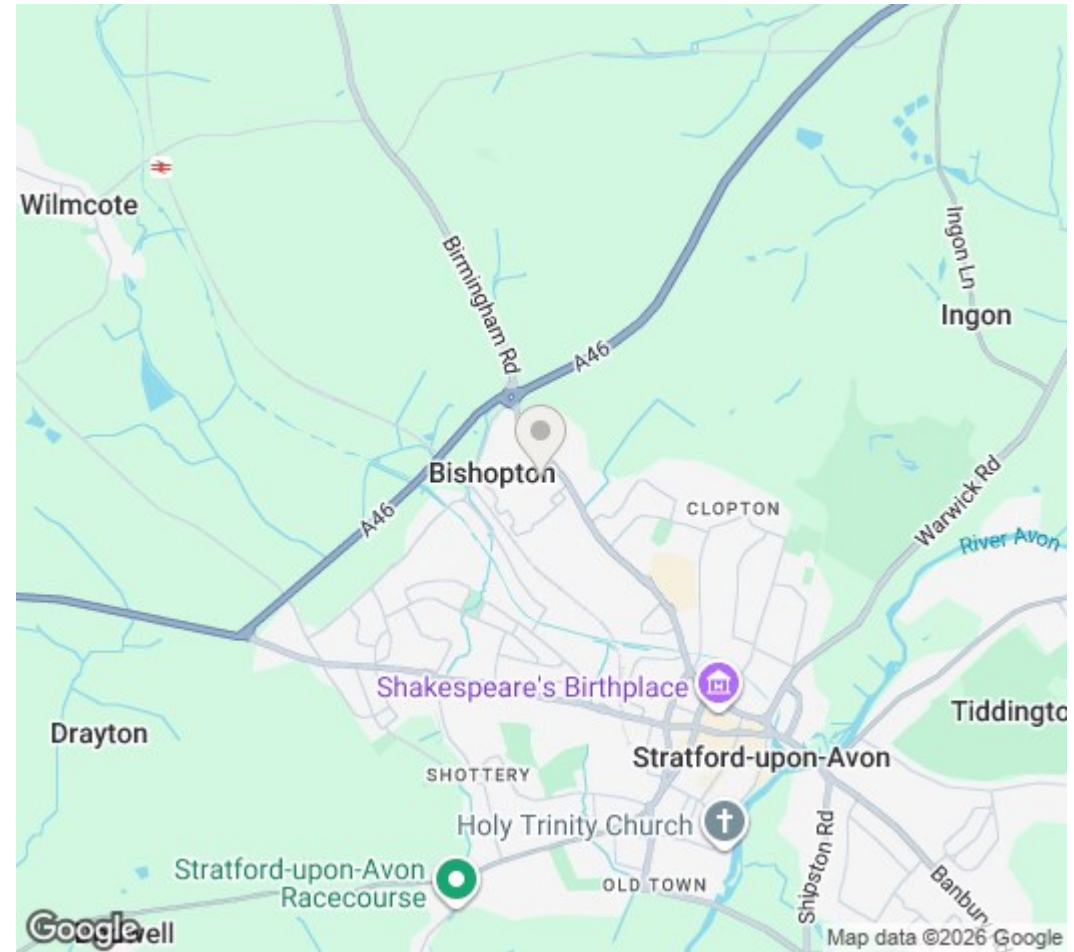 Wilmcote
Birmingham Rd
Ingon Ln
Ingon
A46
Bishopton
CLOPTON
A46
Warwick Rd
River Avon
Shakespeare's Birthplace
Tiddingto
Drayton
Stratford-upon-Avon
SHOTTERY
Holy Trinity Church
Shipston Rd
Stratford-upon-Avon
Racecourse
OLD TOWN
Banbury
Google
Map data ©2026 Google